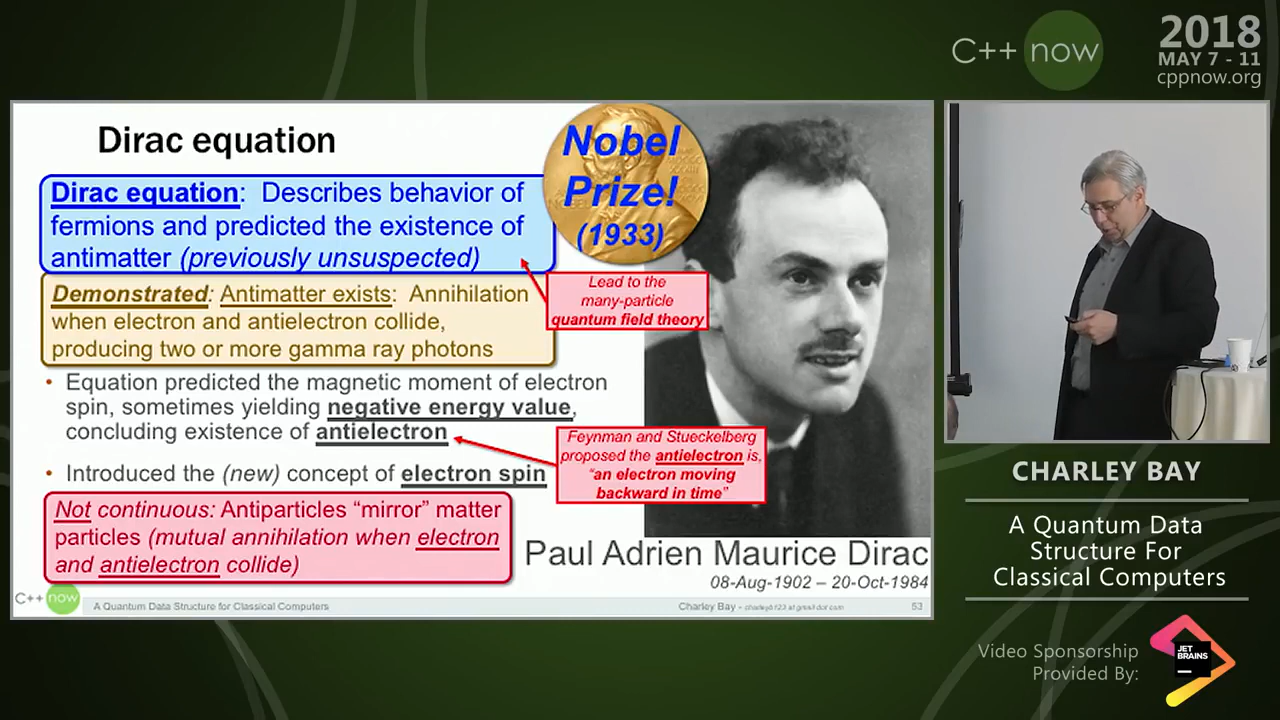 C++ now
2018
MAY 7 - 11
cppnow.org
Dirac equation
Nobel
Prize!
(1933)
Dirac equation: Describes behavior of
fermions and predicted the existence of
antimatter (previously unsuspected)
Lead to the
many-particle
quantum field theory
Demonstrated: Antimatter exists: Annihilation
when electron and antielectron collide,
producing two or more gamma ray photons
• Equation predicted the magnetic moment of electron
spin, sometimes yielding negative energy value,
concluding existence of antielectron
Feynman and Stueckelberg
proposed the antielectron is,
“an electron moving
backward in time”
• Introduced the (new) concept of electron spin
Not continuous: Antiparticles “mirror” matter
particles (mutual annihilation when electron
and antielectron collide)
Paul Adrien Maurice Dirac
08-Aug-1902 – 20-Oct-1984
C++ now
A Quantum Data Structure for Classical Computers
Charley Bay - charleyb123 at gmail dot com
53
CHARLEY BAY
A Quantum Data
Structure For
Classical Computers
Video Sponsorship
Provided By:
JET
BRAINS